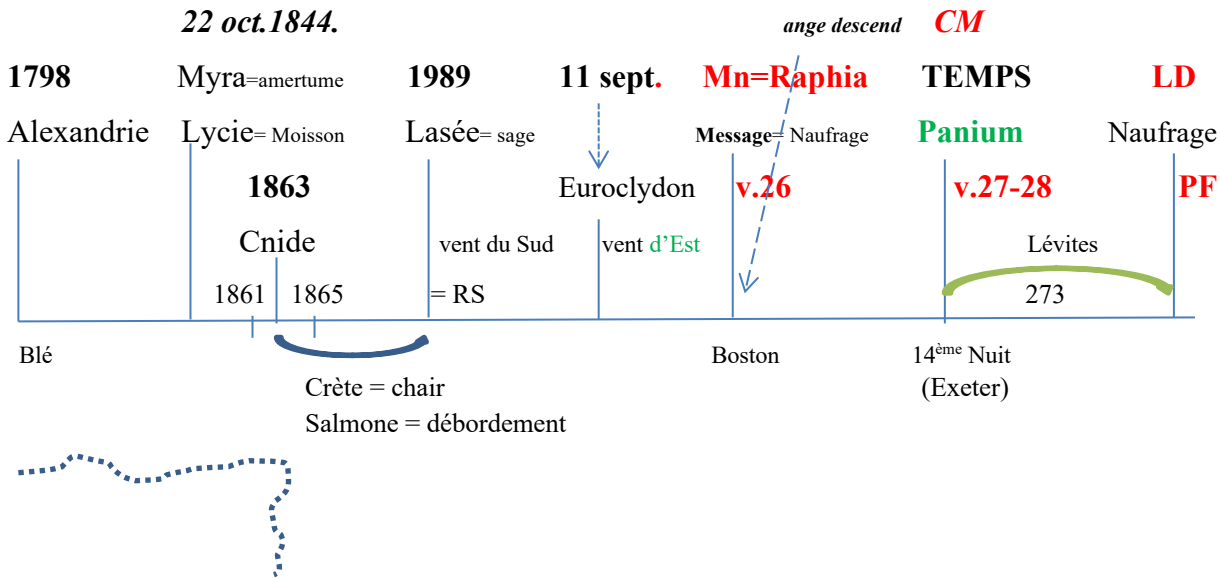 22 oct.1844. ange descend CM
1798 Myra=amertume 1989 11 sept. Mn=Raphia TEMPS LD
Alexandrie Lycie= Moisson Lasée= sage Message= Naufrage Panium Naufrage
1863 Euroclydon v.26 v.27-28 PF
Cnide vent du Sud vent d'Est Lévites
1861 1865 = RS 273
Blé Boston 14ème Nuit
Crète = chair (Exeter)
Salmone = débordement